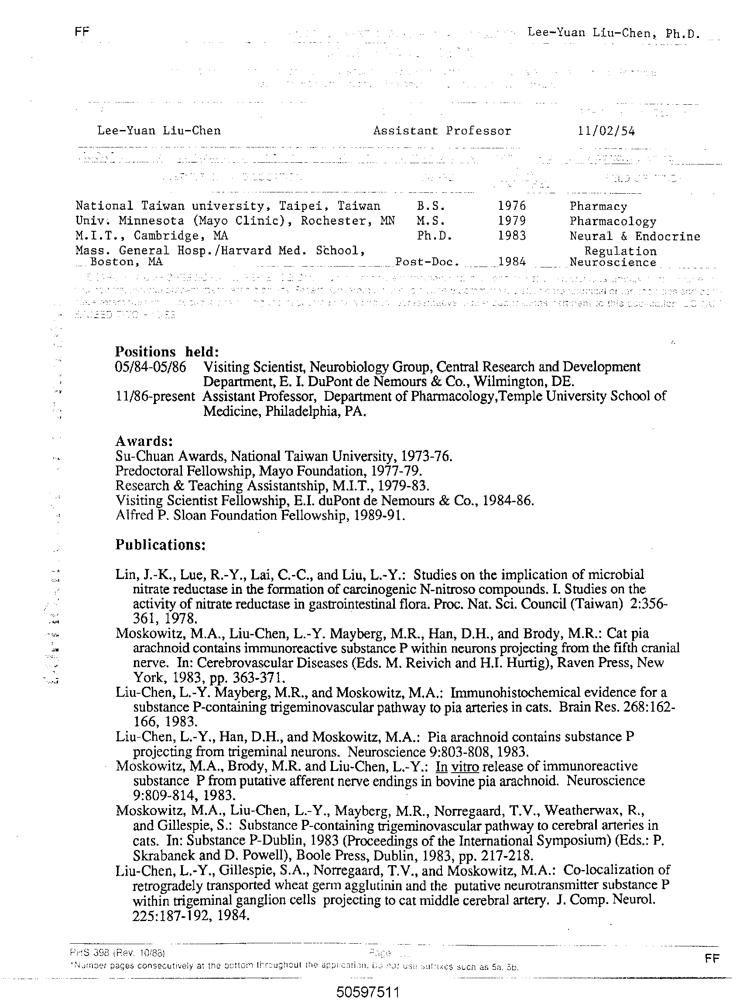 FF Lee-Yuan Liu-Chen, Ph.D.
Lee-Yuan Liu-Chen Assistant Professor 11/02/54
National Taiwan university, Taipei, Taiwan B.S. 1976 Pharmacy
Univ. Minnesota (Mayo Clinic), Rochester, MN M.S. 1979 Pharmacology
M.I.T., Cambridge, MA Ph.D. 1983 Neural & Endocrine
Mass. General Hosp./Harvard Med. School, Regulation
Boston, MA Post-Doc. 1984 Neuroscience
Positions held:
05/84-05/86 Visiting Scientist, Neurobiology Group, Central Research and Development
Department, E. I. DuPont de Nemours & Co., Wilmington, DE.
11/86-present Assistant Professor, Department of Pharmacology,Temple University School of
Medicine, Philadelphia, PA.
Awards:
Su-Chuan Awards, National Taiwan University, 1973-76.
Predoctoral Fellowship, Mayo Foundation, 1977-79.
Research & Teaching Assistantship, M.I.T., 1979-83.
Visiting Scientist Fellowship, E.I. duPont de Nemours & Co., 1984-86.
Alfred P. Sloan Foundation Fellowship, 1989-91.
Publications:
Lin, J.-K., Lue, R.-Y., Lai, C.-C., and Liu, L.-Y.: Studies on the implication of microbial
nitrate reductase in the formation of carcinogenic N-nitroso compounds. I. Studies on the
activity of nitrate reductase in gastrointestinal flora. Proc. Nat. Sci. Council (Taiwan) 2:356-
361, 1978.
Moskowitz, M.A., Liu-Chen, L.-Y. Mayberg, M.R., Han, D.H., and Brody, M.R.: Cat pia
arachnoid contains immunoreactive substance P within neurons projecting from the fifth cranial
nerve. In: Cerebrovascular Diseases (Eds. M. Reivich and H.I. Hurtig), Raven Press, New
York, 1983, pp. 363-371.
Liu-Chen, L.-Y. Mayberg, M.R., and Moskowitz, M.A.: Immunohistochemical evidence for a
substance P-containing trigeminovascular pathway to pia arteries in cats. Brain Res. 268:162-
166, 1983.
Liu-Chen, L.-Y., Han, D.H., and Moskowitz, M.A.: Pia arachnoid contains substance P
projecting from trigeminal neurons. Neuroscience 9:803-808, 1983.
Moskowitz, M.A., Brody, M.R. and Liu-Chen, L.-Y.: In vitro release of immunoreactive
substance P from putative afferent nerve endings in bovine pia arachnoid. Neuroscience
9:809-814, 1983.
Moskowitz, M.A., Liu-Chen, L.-Y., Mayberg, M.R., Norregaard, T.V., Weatherwax, R.,
and Gillespie, S.: Substance P-containing trigeminovascular pathway to cerebral arteries in
cats. In: Substance P-Dublin, 1983 (Proceedings of the International Symposium) (Eds.: P.
Skrabanek and D. Powell), Boole Press, Dublin, 1983, pp. 217-218.
Liu-Chen, L.-Y., Gillespie, S.A., Norregaard, T.V., and Moskowitz, M.A.: Co-localization of
retrogradely transported wheat germ agglutinin and the putative neurotransmitter substance P
within trigeminal ganglion cells projecting to cat middle cerebral artery. J. Comp. Neurol.
225:187-192, 1984.
PHS 398 (Rev. 10/88) Page FF
*Number pages consecutively at the bottom throughout the application. Do not use suffixes such as 5a, 5b.
50597511